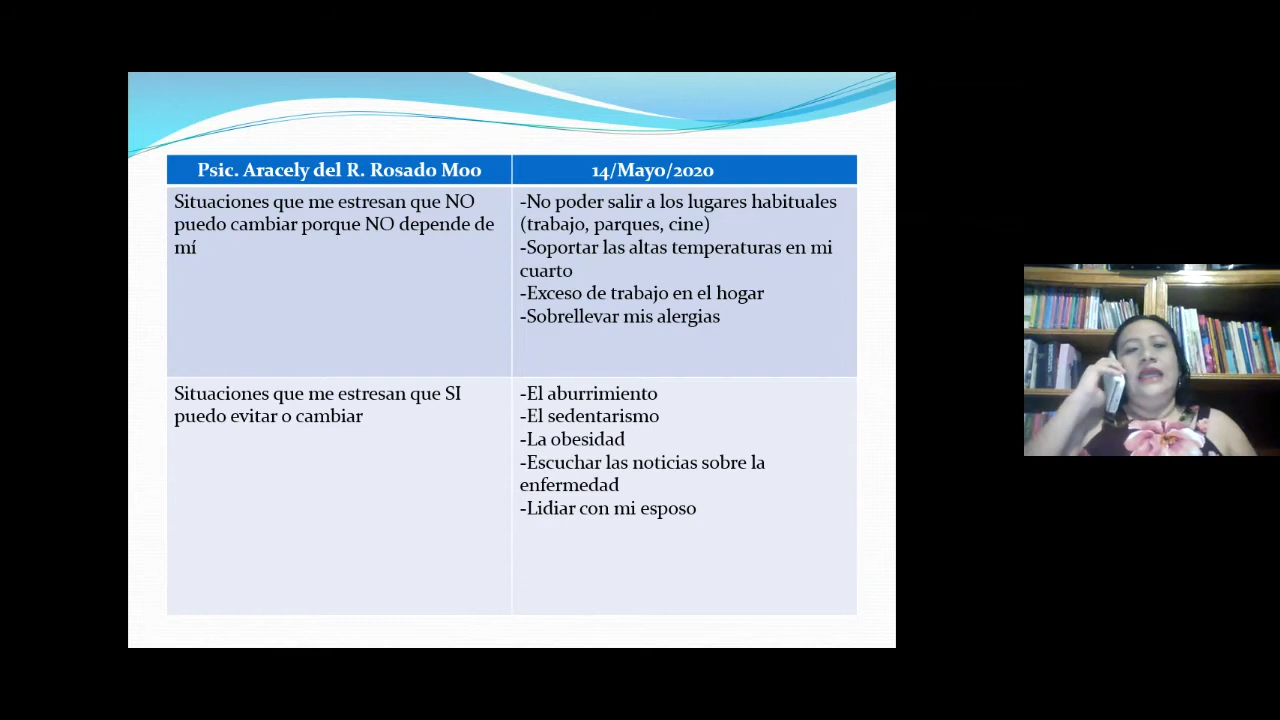 Psic. Aracely del R. Rosado Moo
14/Mayo/2020
Situaciones que me estresan que NO
puedo cambiar porque NO depende de
mí
-No poder salir a los lugares habituales
(trabajo, parques, cine)
-Soportar las altas temperaturas en mi
cuarto
-Exceso de trabajo en el hogar
-Sobrellevar mis alergias
Situaciones que me estresan que SI
puedo evitar o cambiar
-El aburrimiento
-El sedentarismo
-La obesidad
-Escuchar las noticias sobre la
enfermedad
-Lidiar con mi esposo